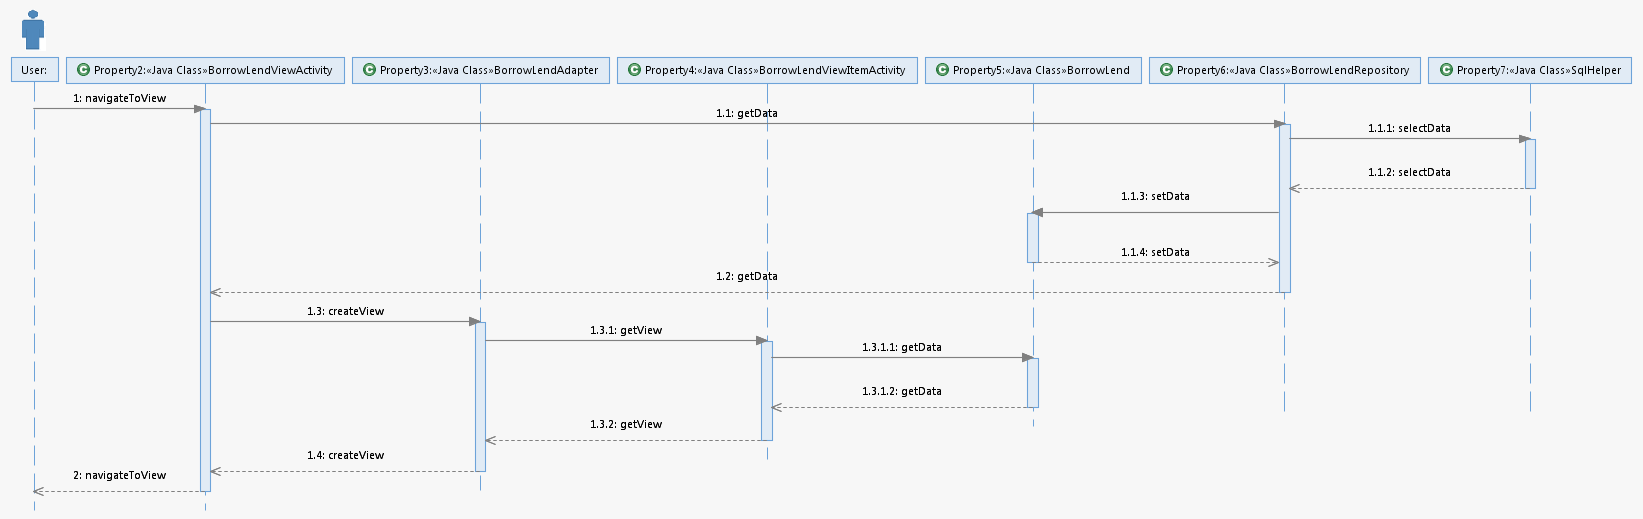 User:
C Property2:«Java Class»BorrowLendViewActivity
C Property3:«Java Class»BorrowLendAdapter
C Property4:«Java Class»BorrowLendViewItemActivity
C Property5:«Java Class»BorrowLend
C Property6:«Java Class»BorrowLendRepository
C Property7:«Java Class»SqlHelper
1: navigateToView
1.1: getData
1.1.1: selectData
1.1.2: selectData
1.1.3: setData
1.1.4: setData
1.2: getData
1.3: createView
1.3.1: getView
1.3.1.1: getData
1.3.1.2: getData
1.3.2: getView
1.4: createView
2: navigateToView